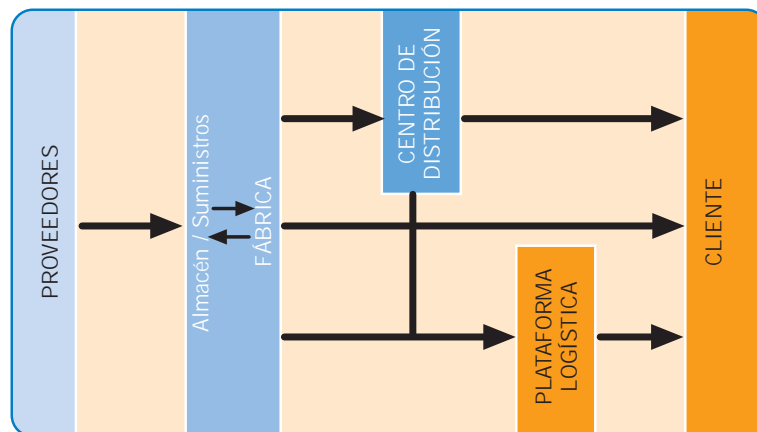 PROVEEDORES
Almacén / Suministros
FÁBRICA
CENTRO DE
DISTRIBUCIÓN
PLATAFORMA
LOGÍSTICA
CLIENTE